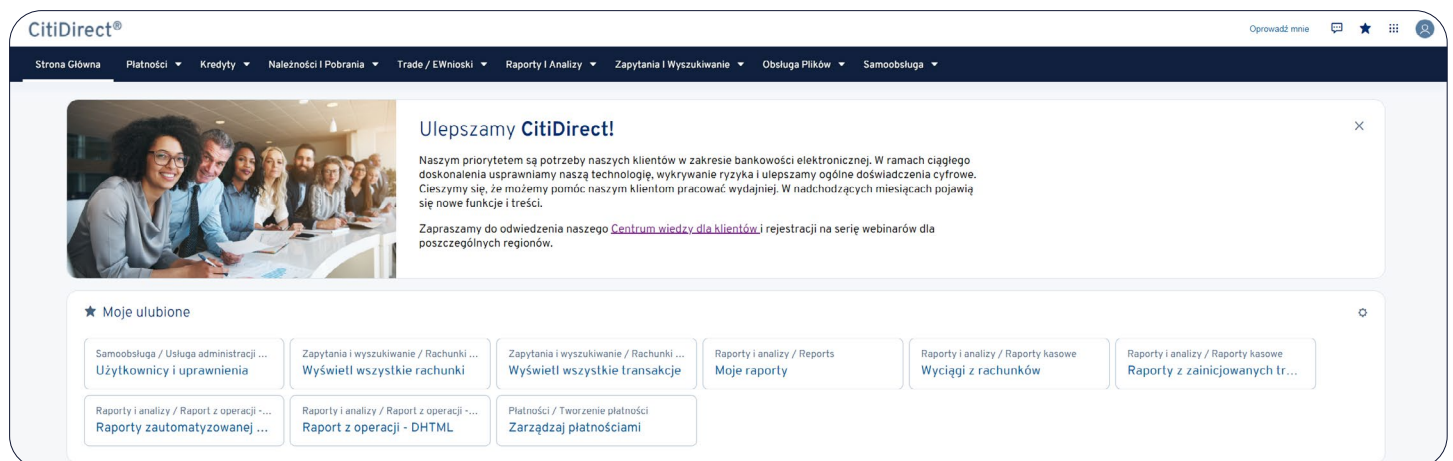 CitiDirect®
Oprowadź mnie
Strona Główna Płatności Kredyty Należności I Pobrania Trade / EWnioski Raporty I Analizy Zapytania I Wyszukiwanie Obsługa Plików Samoobsługa
Ulepszamy CitiDirect!
Naszym priorytetem są potrzeby naszych klientów w zakresie bankowości elektronicznej. W ramach ciągłego
doskonalenia usprawniamy naszą technologię, wykrywanie ryzyka i ulepszamy ogólne doświadczenia cyfrowe.
Cieszymy się, że możemy pomóc naszym klientom pracować wydajniej. W nadchodzących miesiącach pojawią
się nowe funkcje i treści.
Zapraszamy do odwiedzenia naszego Centrum wiedzy dla klientów i rejestracji na serię webinarów dla
poszczególnych regionów.
Moje ulubione
Samoobsługa / Usługa administracji ...
Użytkownicy i uprawnienia
Zapytania i wyszukiwanie / Rachunki ...
Wyświetl wszystkie rachunki
Zapytania i wyszukiwanie / Rachunki ...
Wyświetl wszystkie transakcje
Raporty i analizy / Reports
Moje raporty
Raporty i analizy / Raporty kasowe
Wyciągi z rachunków
Raporty i analizy / Raporty kasowe
Raporty z zainicjowanych tr...
Raporty i analizy / Raport z operacji -...
Raporty zautomatyzowanej ...
Raporty i analizy / Raport z operacji -...
Raport z operacji - DHTML
Płatności / Tworzenie płatności
Zarządzaj płatnościami